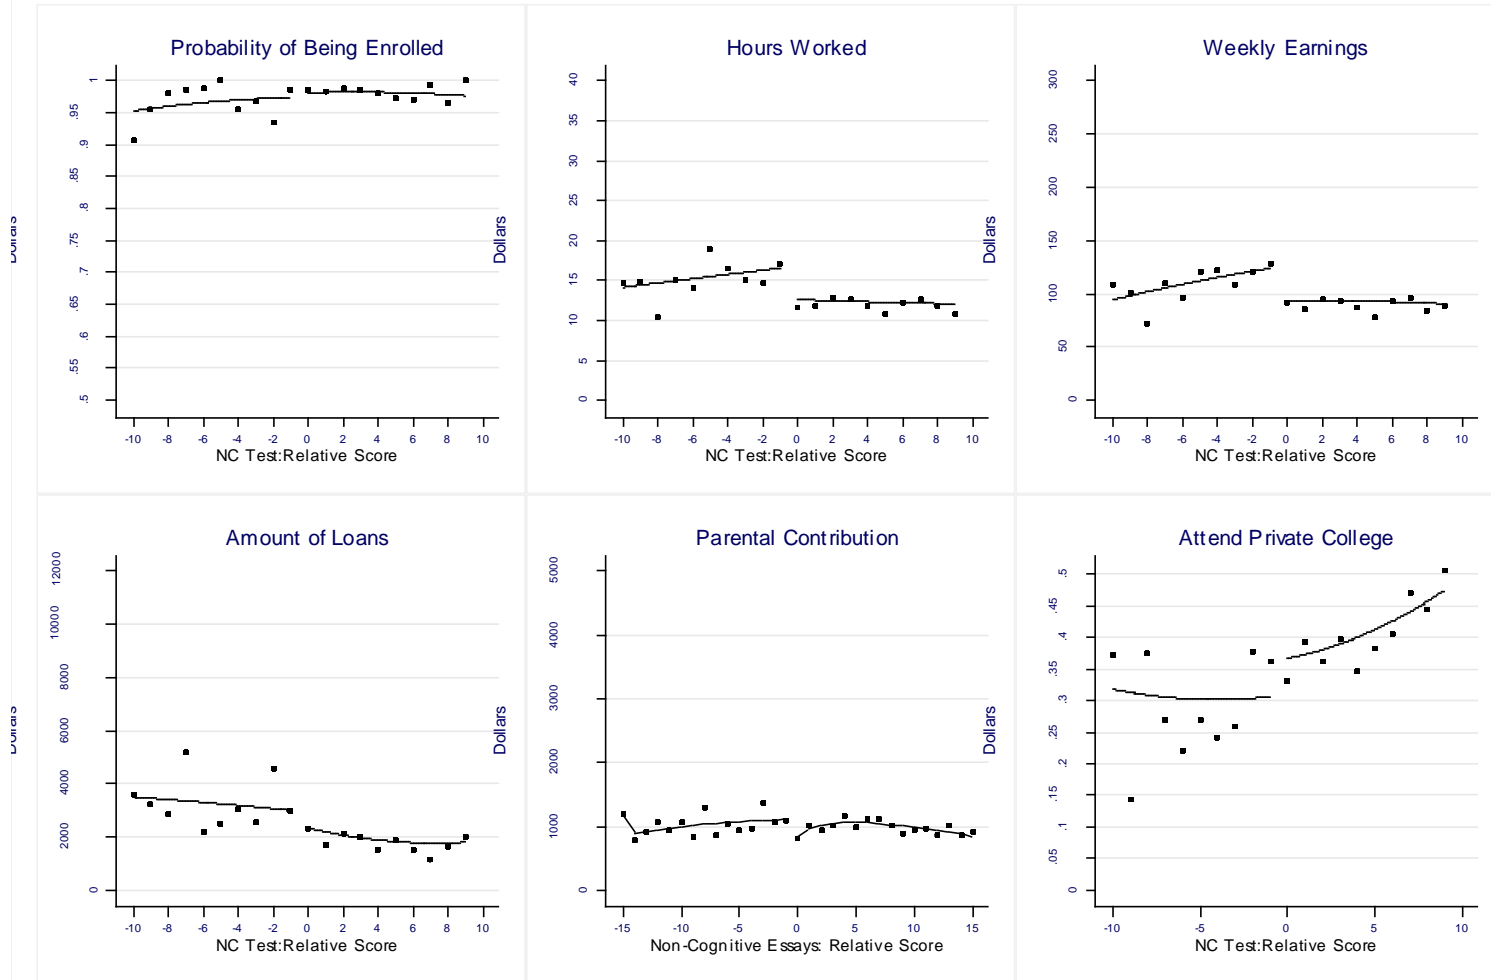 Probability of Being Enrolled
1
.95
.9
.85
.8
.75
.7
.65
.6
.55
.5
-10 -8 -6 -4 -2 0 2 4 6 8 10
NC Test:Relative Score
Dollars
Hours Worked
40
35
30
25
20
15
10
5
0
-10 -8 -6 -4 -2 0 2 4 6 8 10
NC Test:Relative Score
Dollars
Weekly Earnings
300
250
200
150
100
50
0
-10 -8 -6 -4 -2 0 2 4 6 8 10
NC Test:Relative Score
Dollars
Amount of Loans
12000
10000
8000
6000
4000
2000
0
-10 -8 -6 -4 -2 0 2 4 6 8 10
NC Test:Relative Score
Dollars
Parental Contribution
5000
4000
3000
2000
1000
0
-15 -10 -5 0 5 10 15
Non-Cognitive Essays: Relative Score
Dollars
Attend Private College
.5
.45
.4
.35
.3
.25
.2
.15
.1
.05
0
-10 -5 0 5 10
NC Test:Relative Score
Dollars